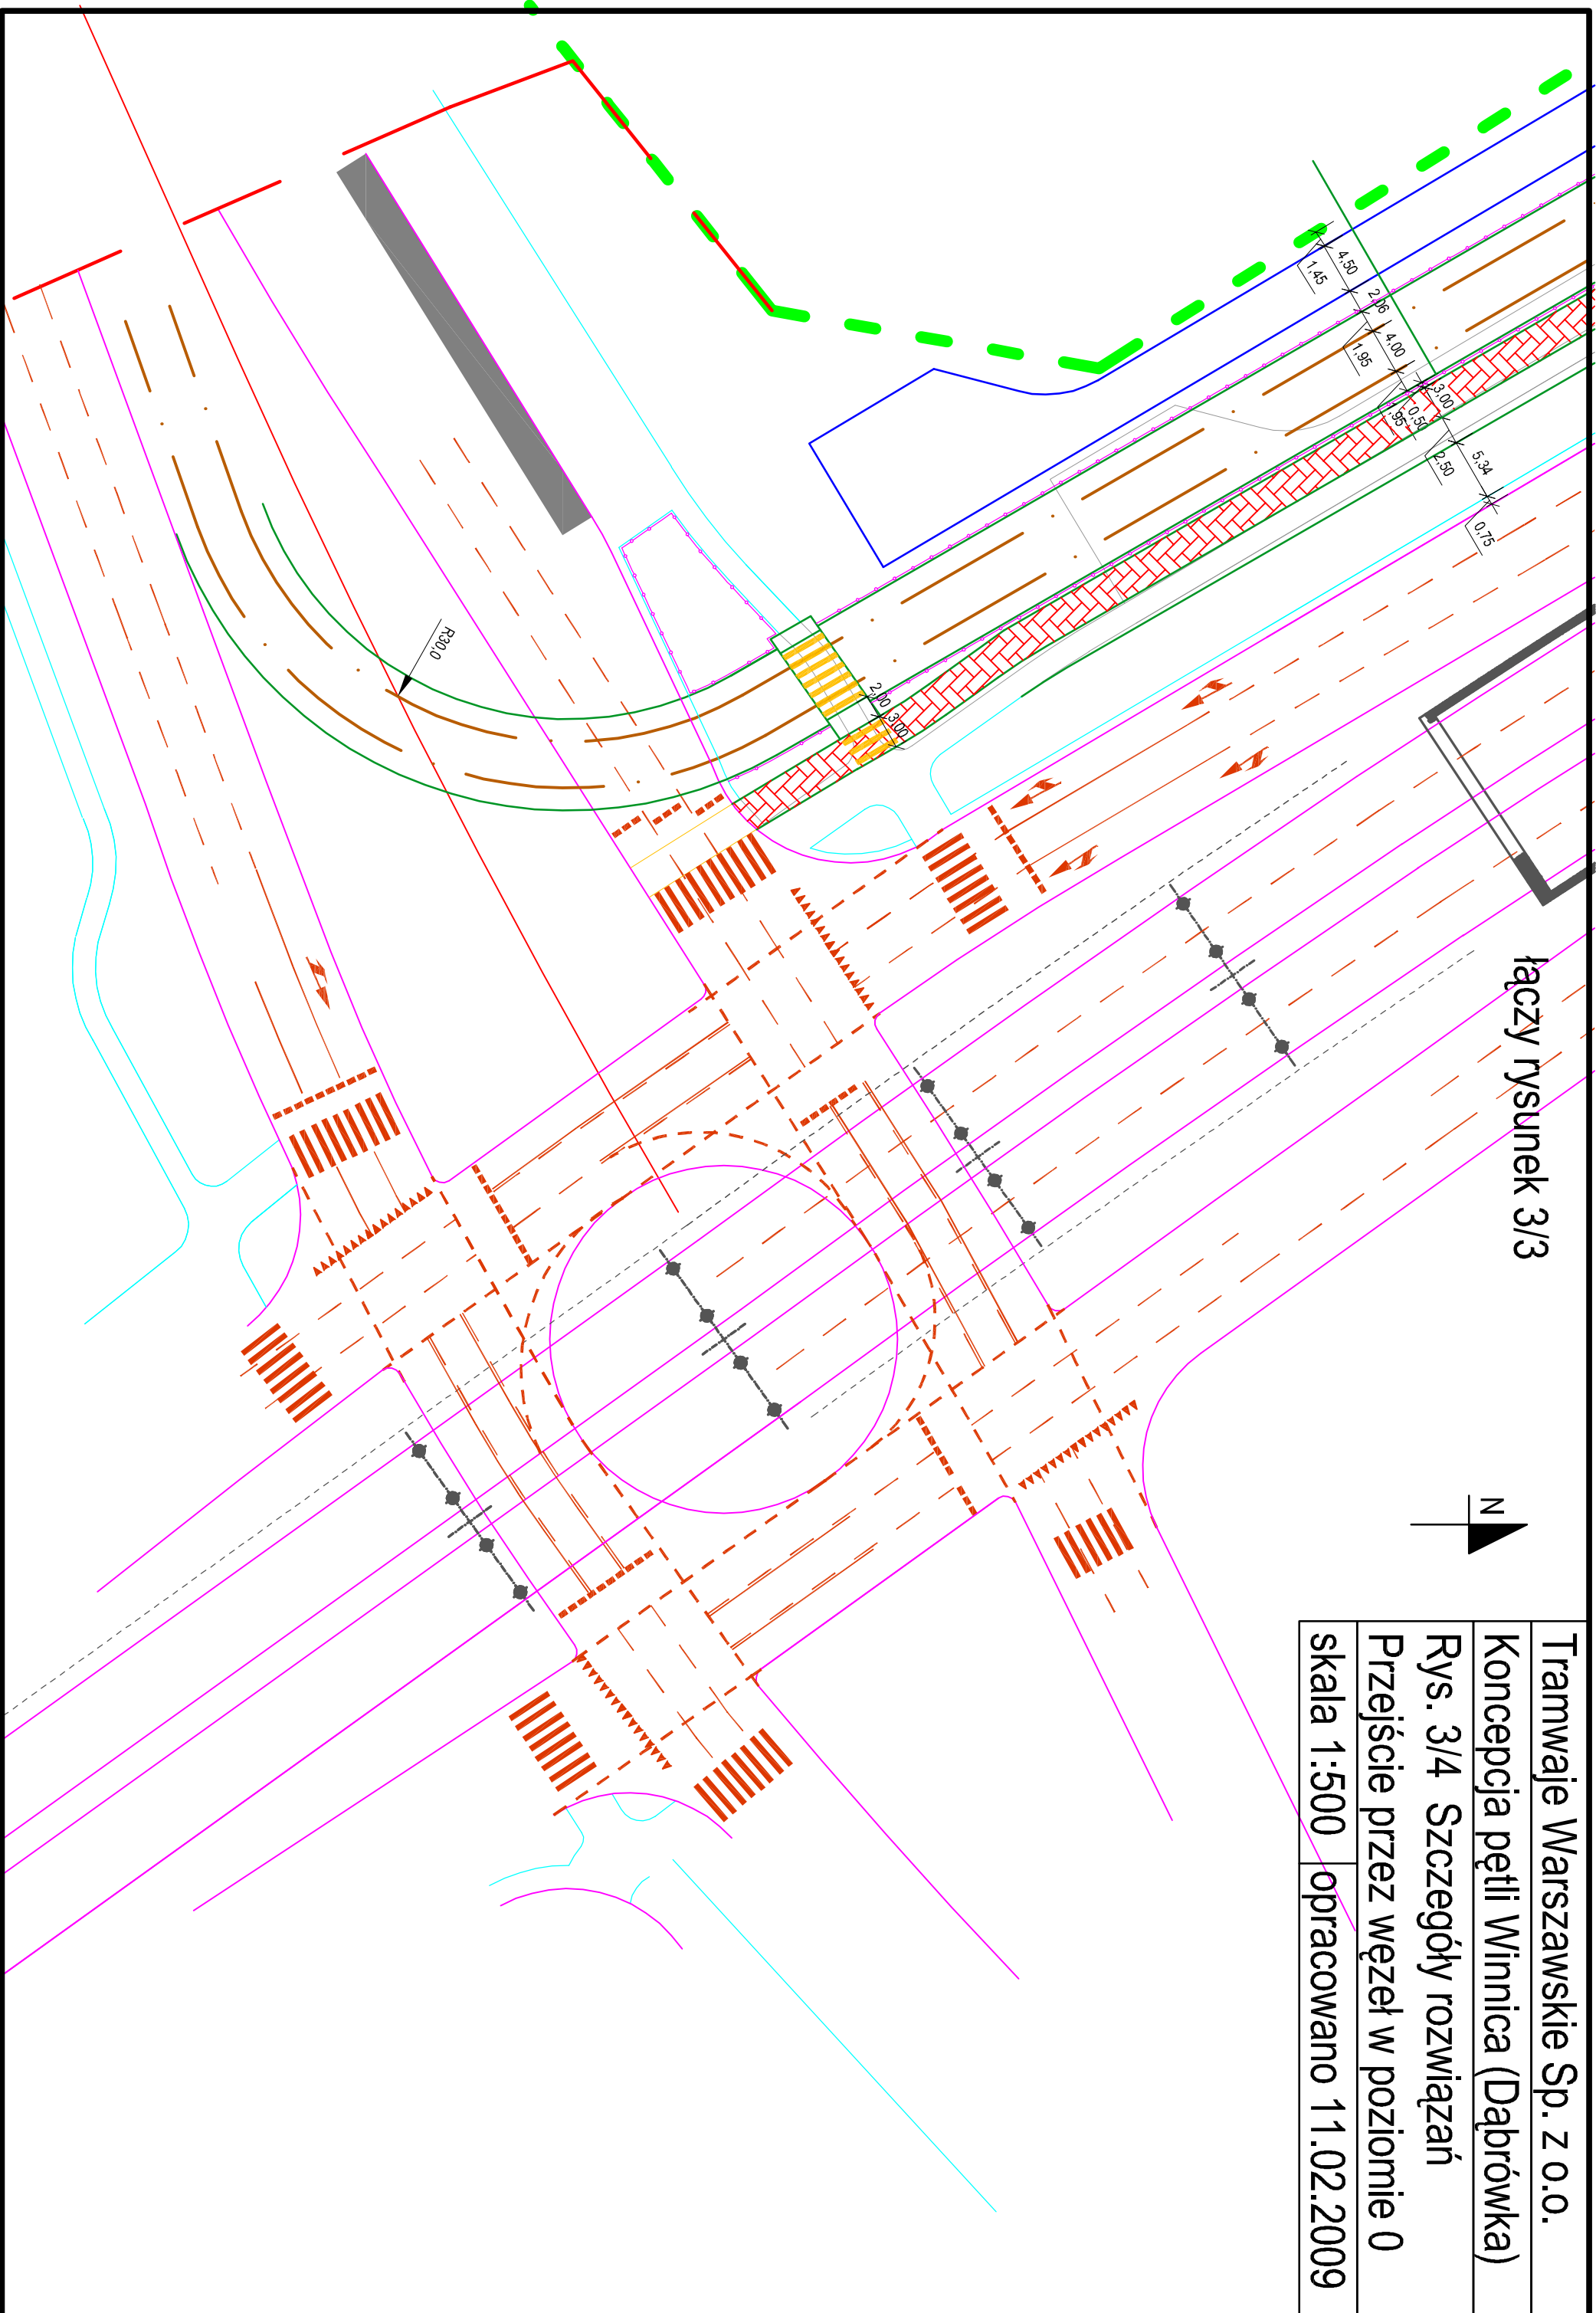 Tramwaje Warszawskie Sp. z o.o.
Koncepcja pętli Winnica (Dąbrówka)
Rys. 3/4 Szczegóły rozwiązań
Przejście przez węzeł w poziomie 0
skala 1:500 opracowano 11.02.2009
N
łączy rysunek 3/3
4,50
1,45
2,06
4,00
1,95
3,00
0,50
1,95
5,34
2,50
0,75
2,00
3,00
R30,0